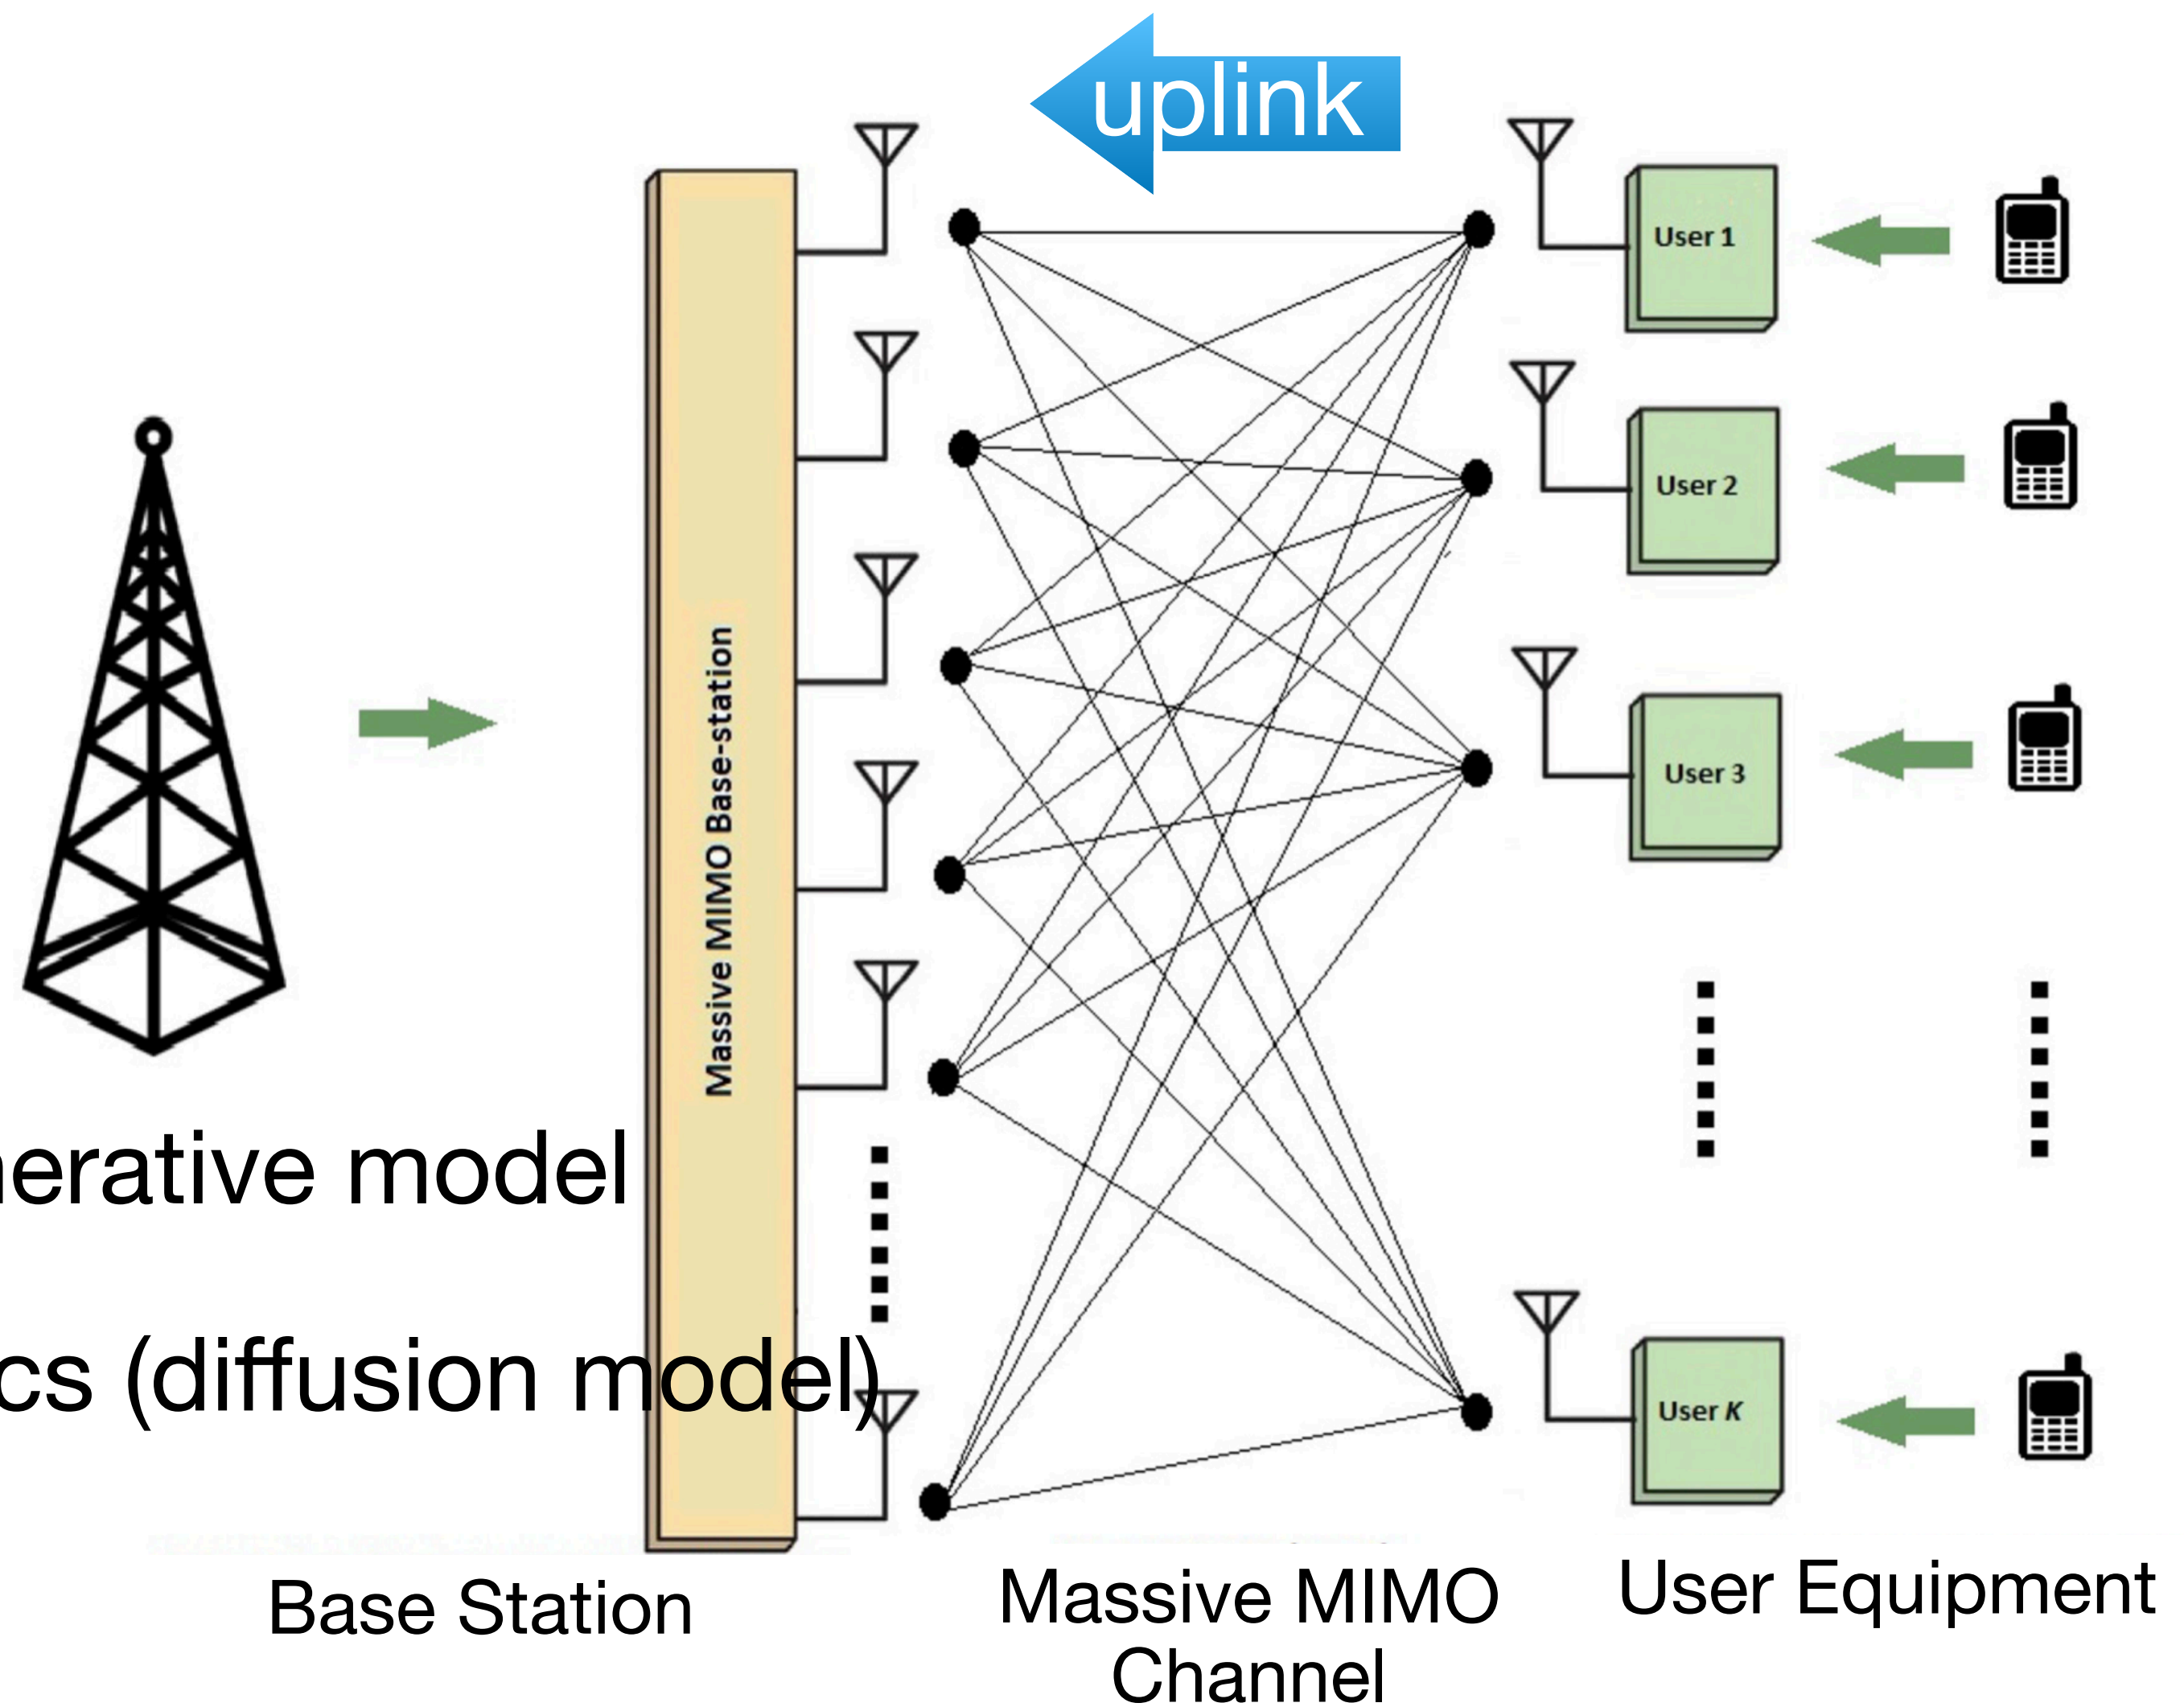 uplink
User 1
User 2
User 3
Massive MIMO Base-station
nerative model
cs (diffusion model)
User K
Base Station
Massive MIMO
Channel
User Equipment